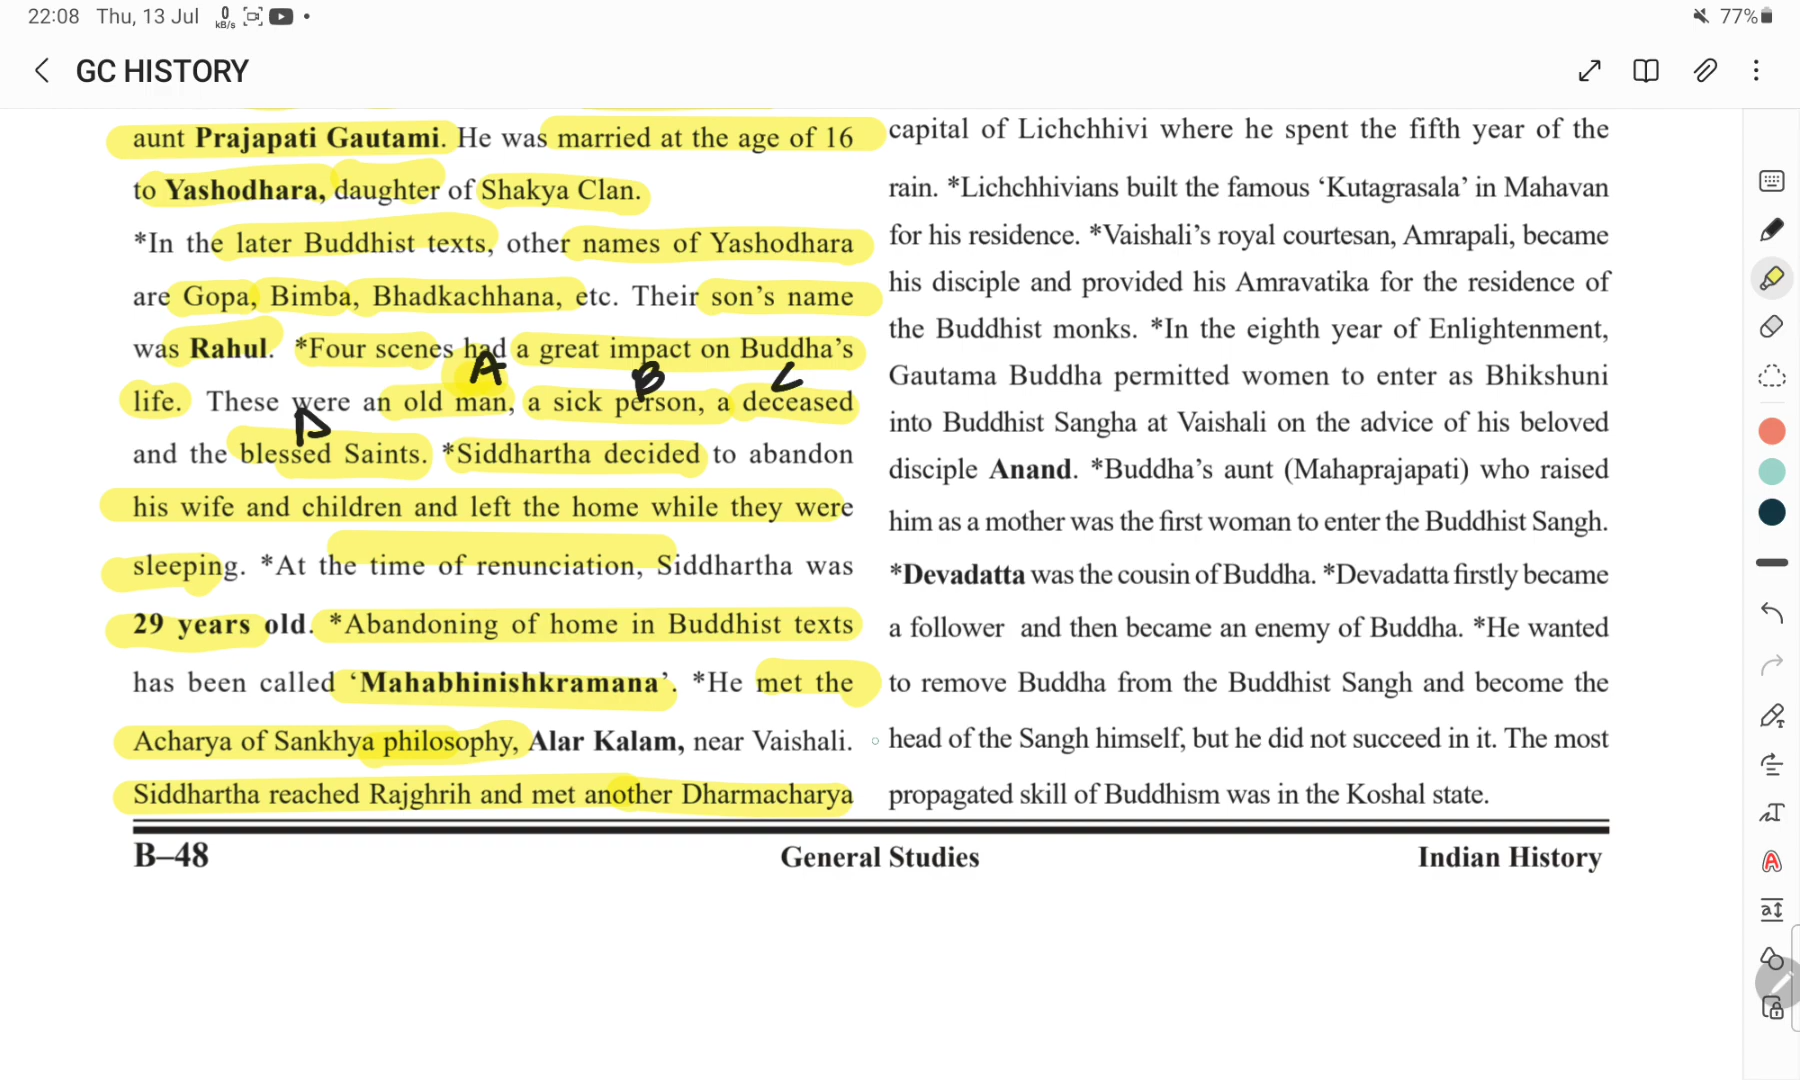 22:08 Thu, 13 Jul 0 kB/s 77%
GC HISTORY
aunt Prajapati Gautami. He was married at the age of 16
to Yashodhara, daughter of Shakya Clan.
*In the later Buddhist texts, other names of Yashodhara
are Gopa, Bimba, Bhadkachhana, etc. Their son's name
was Rahul. *Four scenes had a great impact on Buddha's
A B C
life. These were an old man, a sick person, a deceased
D
and the blessed Saints. *Siddhartha decided to abandon
his wife and children and left the home while they were
sleeping. *At the time of renunciation, Siddhartha was
29 years old. *Abandoning of home in Buddhist texts
has been called ‘Mahabhinishkramana’. *He met the
Acharya of Sankhya philosophy, Alar Kalam, near Vaishali.
Siddhartha reached Rajghrih and met another Dharmacharya
capital of Lichchhivi where he spent the fifth year of the
rain. *Lichchhivians built the famous ‘Kutagrasala’ in Mahavan
for his residence. *Vaishali’s royal courtesan, Amrapali, became
his disciple and provided his Amravatika for the residence of
the Buddhist monks. *In the eighth year of Enlightenment,
Gautama Buddha permitted women to enter as Bhikshuni
into Buddhist Sangha at Vaishali on the advice of his beloved
disciple Anand. *Buddha’s aunt (Mahaprajapati) who raised
him as a mother was the first woman to enter the Buddhist Sangh.
*Devadatta was the cousin of Buddha. *Devadatta firstly became
a follower and then became an enemy of Buddha. *He wanted
to remove Buddha from the Buddhist Sangh and become the
head of the Sangh himself, but he did not succeed in it. The most
propagated skill of Buddhism was in the Koshal state.
B–48 General Studies Indian History